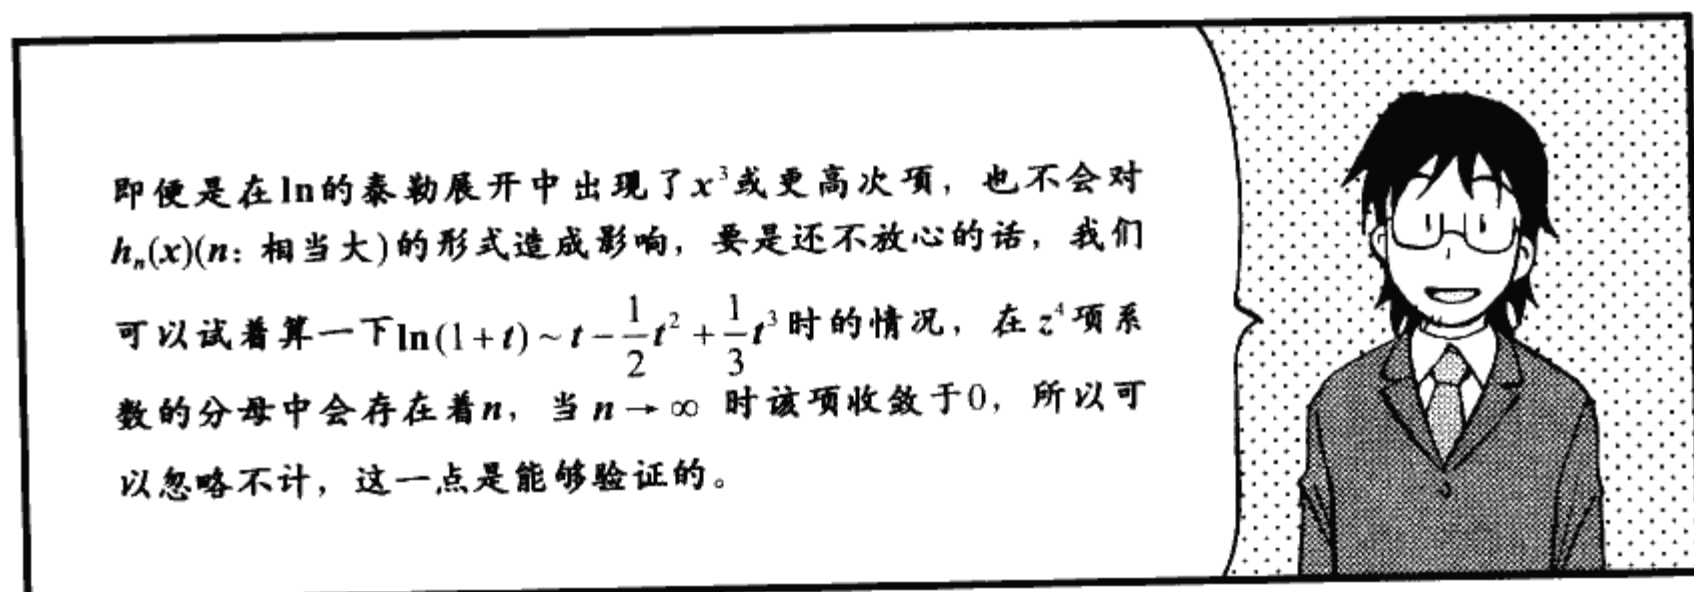 即便是在ln的泰勒展开中出现了x³或更高次项，也不会对
hₙ(x)(n：相当大)的形式造成影响，要是还不放心的话，我们
可以试着算一下ln(1+t)~t−1/2t²+1/3t³时的情况，在z⁴项系
数的分母中会存在着n，当n→∞ 时该项收敛于0，所以可
以忽略不计，这一点是能够验证的。